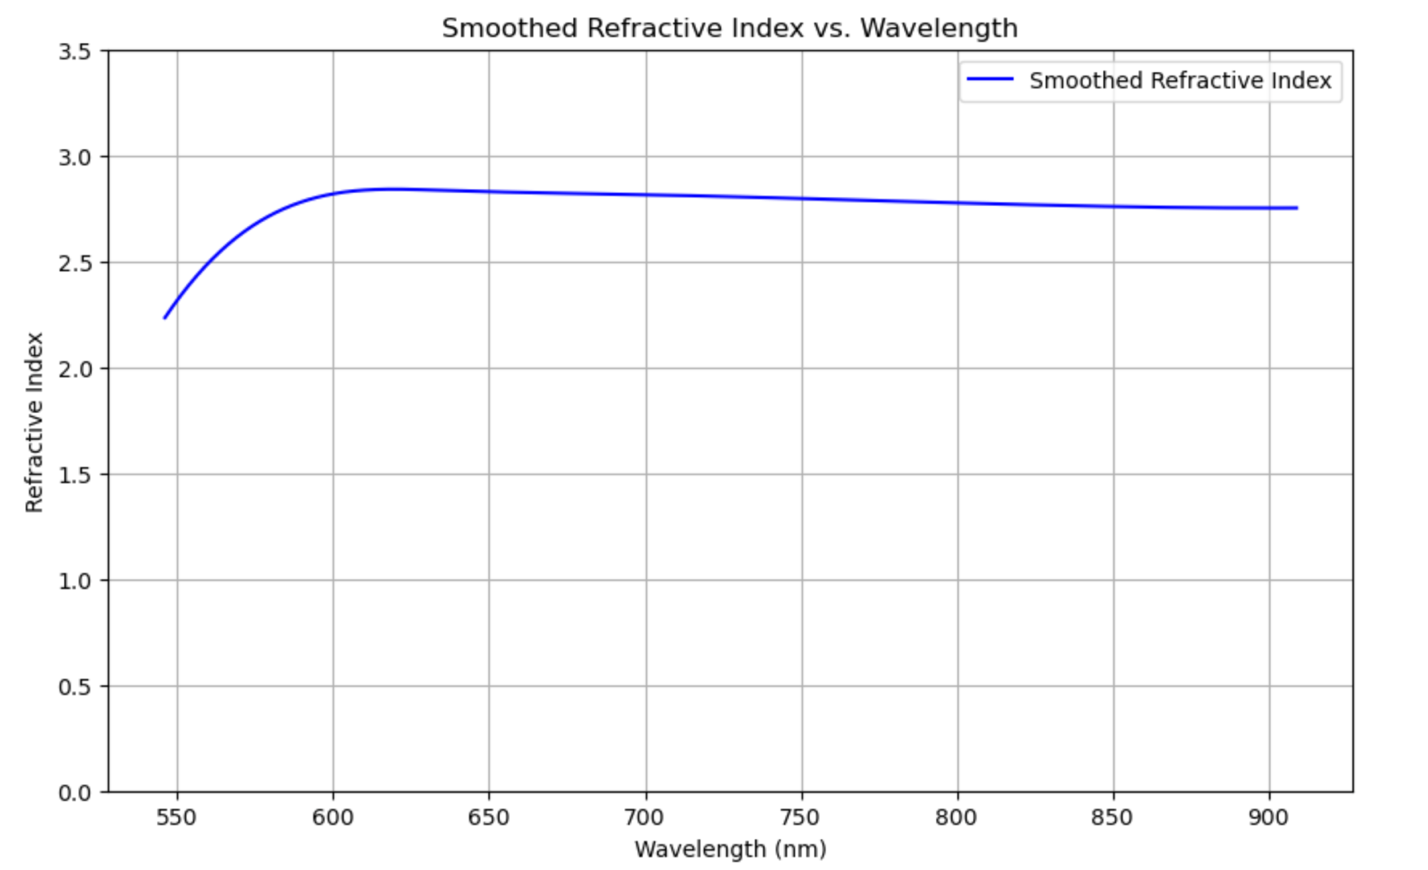 Smoothed Refractive Index vs. Wavelength
Smoothed Refractive Index
Refractive Index
3.5
3.0
2.5
2.0
1.5
1.0
0.5
0.0
550 600 650 700 750 800 850 900
Wavelength (nm)